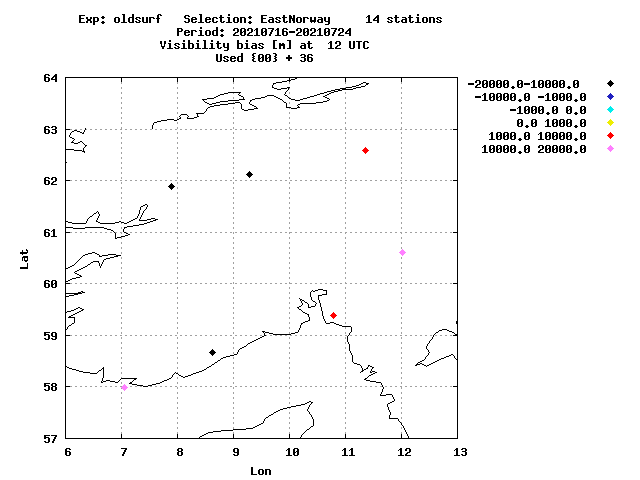 Exp: oldsurf   Selection: EastNorway     14 stations
Period: 20210716-20210724
Visibility bias [m] at  12 UTC
Used {00} + 36
64
63
62
61
60
59
58
57
Lat
6 7 8 9 10 11 12 13
Lon
-20000.0-10000.0
-10000.0 -1000.0
-1000.0 0.0
0.0 1000.0
1000.0 10000.0
10000.0 20000.0